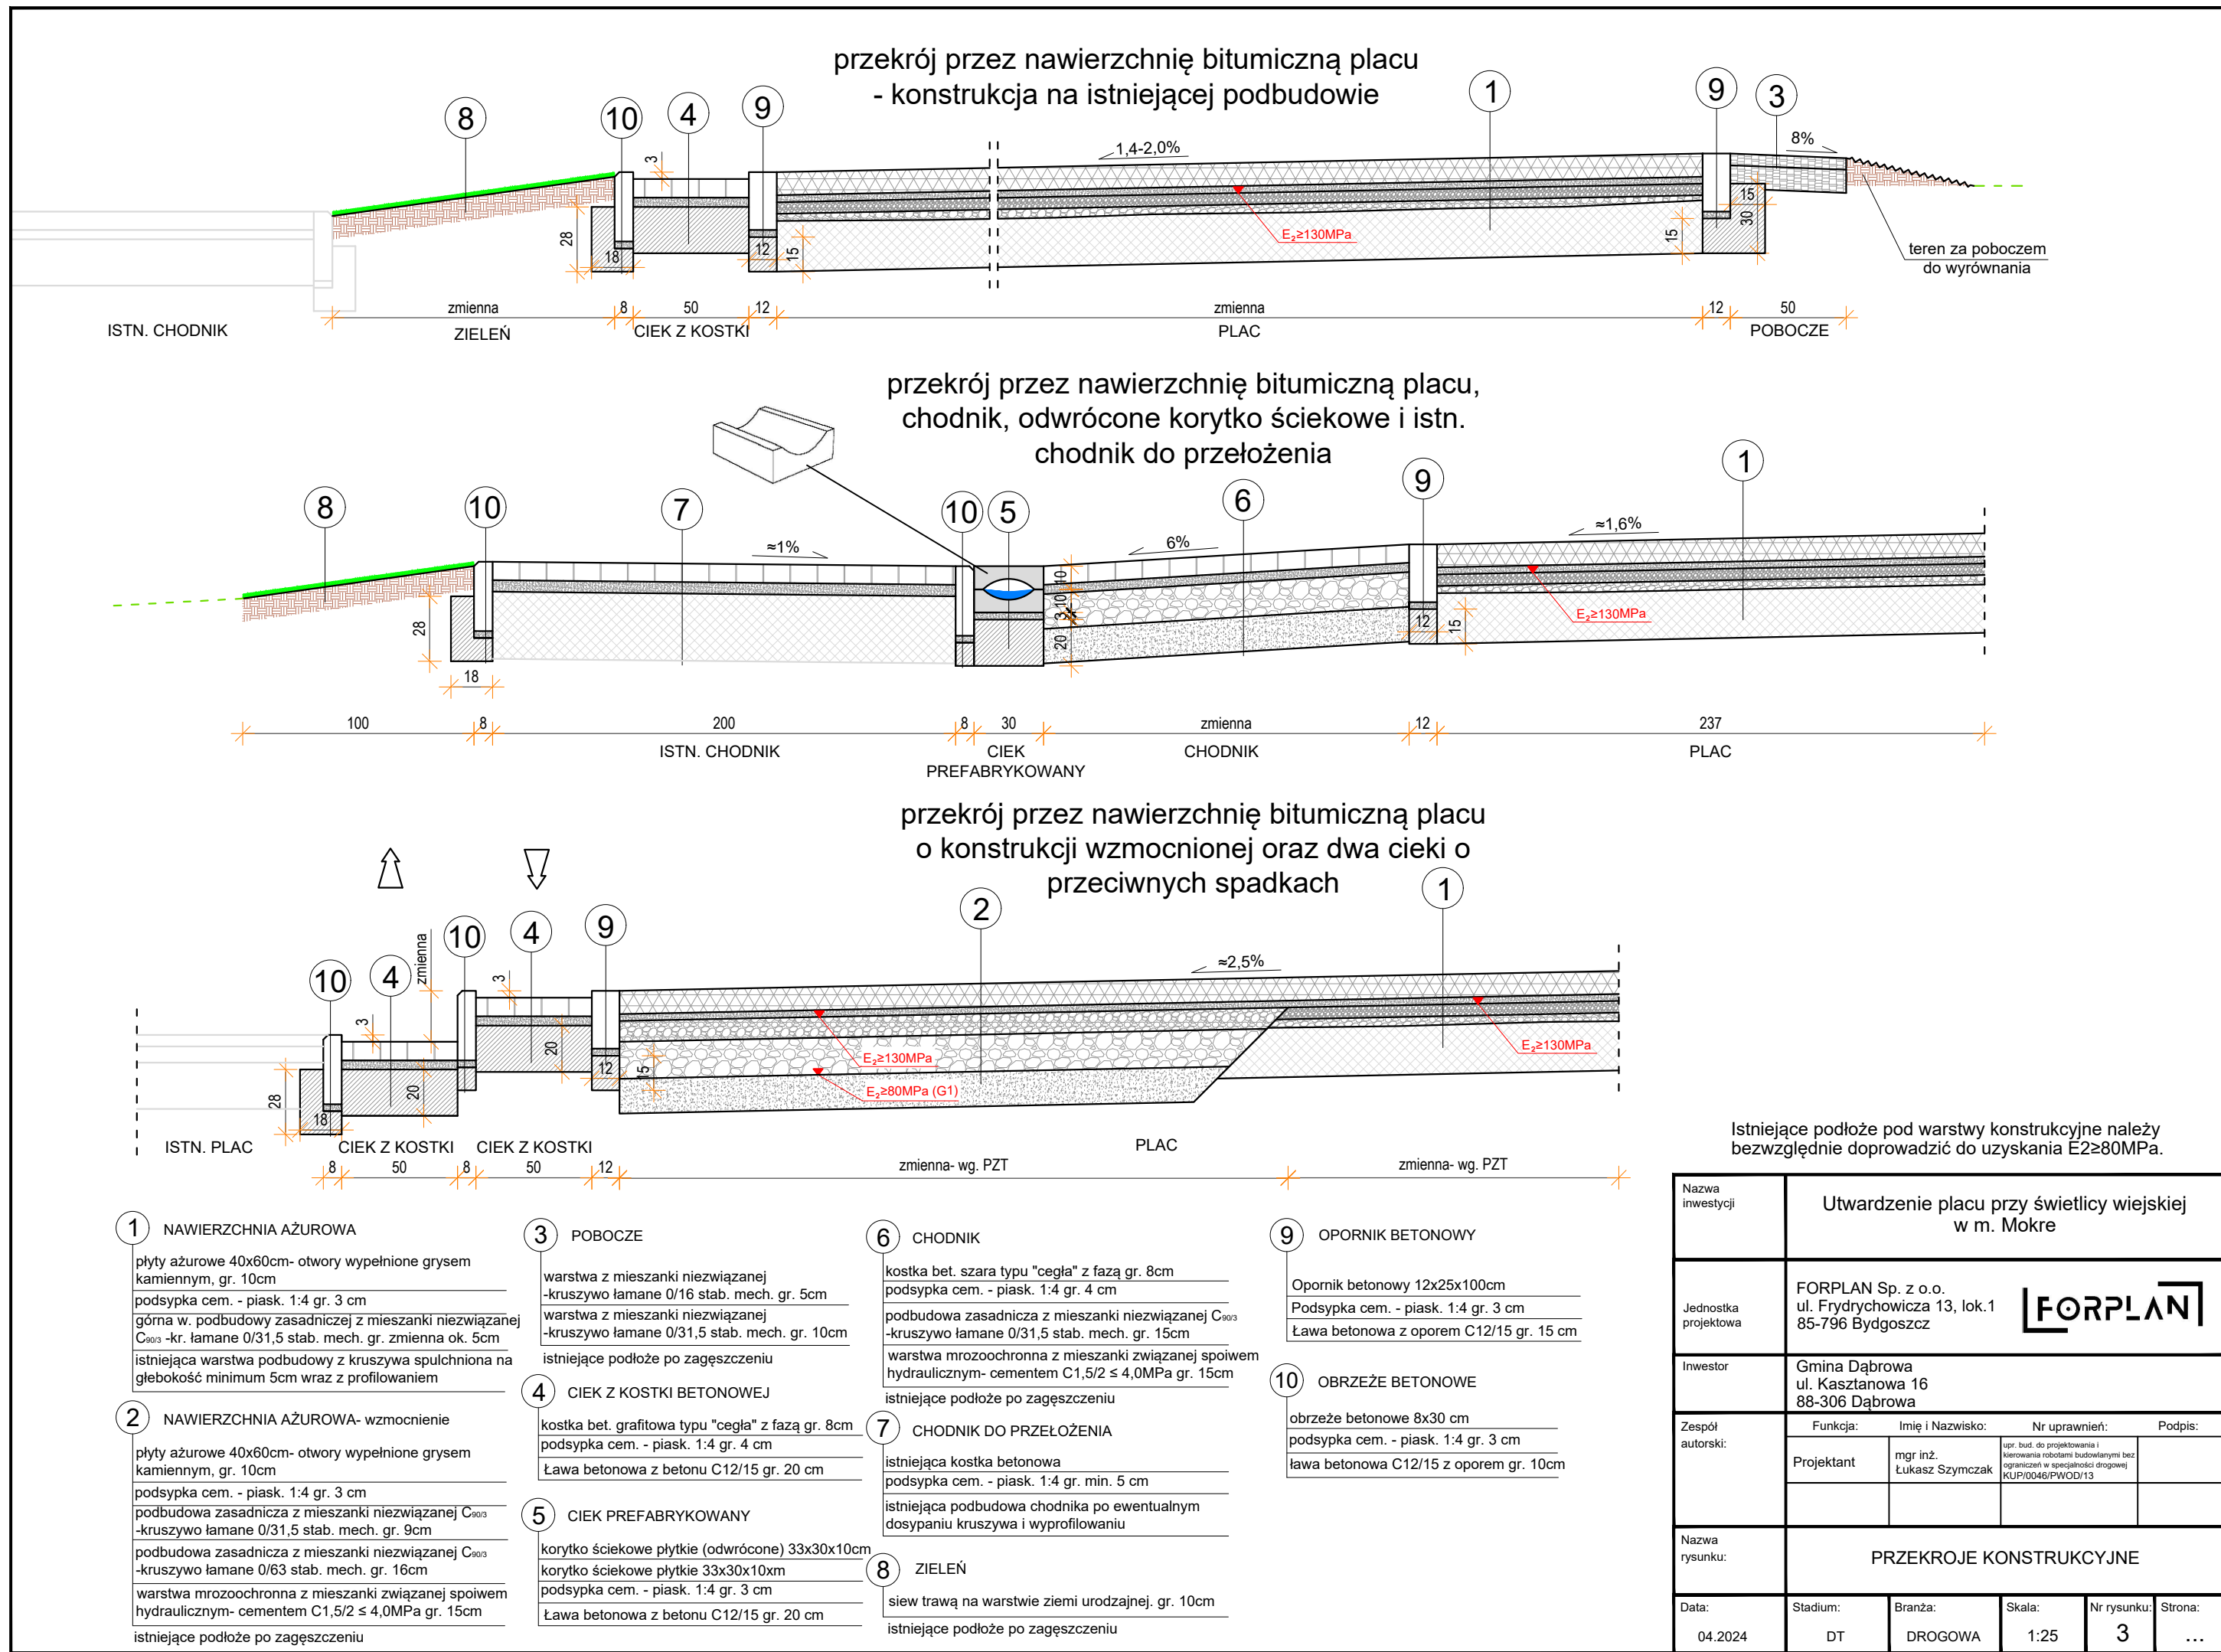 przekrój przez nawierzchnię bitumiczną placu
- konstrukcja na istniejącej podbudowie
8
10
4
9
1
9
3
3
1,4-2,0%
8%
28
18
12
15
E₂≥130MPa
15
15
30
teren za poboczem
do wyrównania
zmienna
8
50
12
zmienna
12
50
ISTN. CHODNIK
ZIELEŃ
CIEK Z KOSTKI
PLAC
POBOCZE
przekrój przez nawierzchnię bitumiczną placu,
chodnik, odwrócone korytko ściekowe i istn.
chodnik do przełożenia
8
10
7
10
5
6
9
1
≈1%
6%
≈1,6%
28
18
10
10
3
20
12
15
E₂≥130MPa
100
8
200
8
30
zmienna
12
237
ISTN. CHODNIK
CIEK
PREFABRYKOWANY
CHODNIK
PLAC
przekrój przez nawierzchnię bitumiczną placu
o konstrukcji wzmocnionej oraz dwa cieki o
przeciwnych spadkach
10
4
zmienna
10
4
9
2
1
3
3
≈2,5%
28
18
20
20
12
15
E₂≥130MPa
E₂≥80MPa (G1)
E₂≥130MPa
ISTN. PLAC
CIEK Z KOSTKI
CIEK Z KOSTKI
PLAC
8
50
8
50
12
zmienna- wg. PZT
zmienna- wg. PZT
1 NAWIERZCHNIA AŻUROWA
płyty ażurowe 40x60cm- otwory wypełnione grysem
kamiennym, gr. 10cm
podsypka cem. - piask. 1:4 gr. 3 cm
górna w. podbudowy zasadniczej z mieszanki niezwiązanej
C90/3 -kr. łamane 0/31,5 stab. mech. gr. zmienna ok. 5cm
istniejąca warstwa podbudowy z kruszywa spulchniona na
głebokość minimum 5cm wraz z profilowaniem
2 NAWIERZCHNIA AŻUROWA- wzmocnienie
płyty ażurowe 40x60cm- otwory wypełnione grysem
kamiennym, gr. 10cm
podsypka cem. - piask. 1:4 gr. 3 cm
podbudowa zasadnicza z mieszanki niezwiązanej C90/3
-kruszywo łamane 0/31,5 stab. mech. gr. 9cm
podbudowa zasadnicza z mieszanki niezwiązanej C90/3
-kruszywo łamane 0/63 stab. mech. gr. 16cm
warstwa mrozoochronna z mieszanki związanej spoiwem
hydraulicznym- cementem C1,5/2 ≤ 4,0MPa gr. 15cm
istniejące podłoże po zagęszczeniu
3 POBOCZE
warstwa z mieszanki niezwiązanej
-kruszywo łamane 0/16 stab. mech. gr. 5cm
warstwa z mieszanki niezwiązanej
-kruszywo łamane 0/31,5 stab. mech. gr. 10cm
istniejące podłoże po zagęszczeniu
4 CIEK Z KOSTKI BETONOWEJ
kostka bet. grafitowa typu "cegła" z fazą gr. 8cm
podsypka cem. - piask. 1:4 gr. 4 cm
Ława betonowa z betonu C12/15 gr. 20 cm
5 CIEK PREFABRYKOWANY
korytko ściekowe płytkie (odwrócone) 33x30x10cm
korytko ściekowe płytkie 33x30x10xm
podsypka cem. - piask. 1:4 gr. 3 cm
Ława betonowa z betonu C12/15 gr. 20 cm
6 CHODNIK
kostka bet. szara typu "cegła" z fazą gr. 8cm
podsypka cem. - piask. 1:4 gr. 4 cm
podbudowa zasadnicza z mieszanki niezwiązanej C90/3
-kruszywo łamane 0/31,5 stab. mech. gr. 15cm
warstwa mrozoochronna z mieszanki związanej spoiwem
hydraulicznym- cementem C1,5/2 ≤ 4,0MPa gr. 15cm
istniejące podłoże po zagęszczeniu
7 CHODNIK DO PRZEŁOŻENIA
istniejąca kostka betonowa
podsypka cem. - piask. 1:4 gr. min. 5 cm
istniejąca podbudowa chodnika po ewentualnym
dosypaniu kruszywa i wyprofilowaniu
8 ZIELEŃ
siew trawą na warstwie ziemi urodzajnej. gr. 10cm
istniejące podłoże po zagęszczeniu
9 OPORNIK BETONOWY
Opornik betonowy 12x25x100cm
Podsypka cem. - piask. 1:4 gr. 3 cm
Ława betonowa z oporem C12/15 gr. 15 cm
10 OBRZEŻE BETONOWE
obrzeże betonowe 8x30 cm
podsypka cem. - piask. 1:4 gr. 3 cm
ława betonowa C12/15 z oporem gr. 10cm
Istniejące podłoże pod warstwy konstrukcyjne należy
bezwzględnie doprowadzić do uzyskania E2≥80MPa.
Nazwa
inwestycji
Utwardzenie placu przy świetlicy wiejskiej
w m. Mokre
Jednostka
projektowa
FORPLAN Sp. z o.o.
ul. Frydrychowicza 13, lok.1
85-796 Bydgoszcz
FORPLAN
Inwestor
Gmina Dąbrowa
ul. Kasztanowa 16
88-306 Dąbrowa
Zespół
autorski:
Funkcja:
Imię i Nazwisko:
Nr uprawnień:
Podpis:
Projektant
mgr inż.
Łukasz Szymczak
upr. bud. do projektowania i
kierowania robotami budowlanymi bez
ograniczeń w specjalności drogowej
KUP/0046/PWOD/13
Nazwa
rysunku:
PRZEKROJE KONSTRUKCYJNE
Data:
Stadium:
Branża:
Skala:
Nr rysunku:
Strona:
04.2024
DT
DROGOWA
1:25
3
...